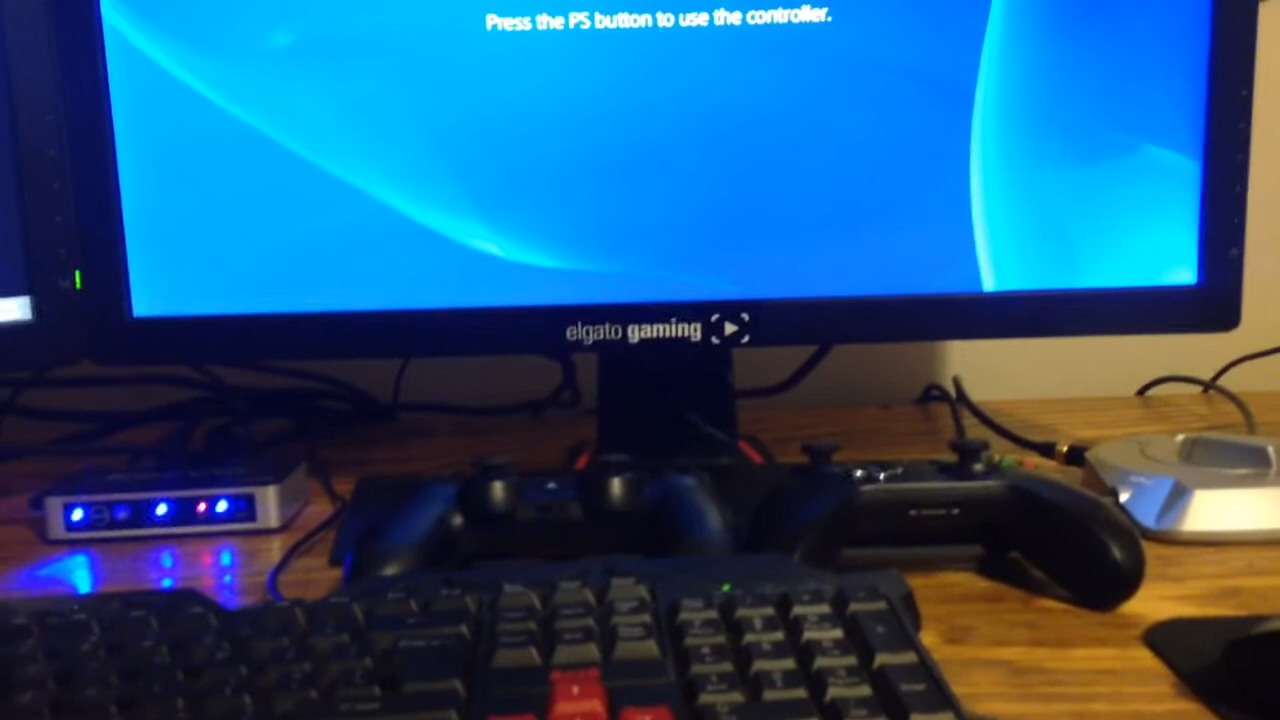 Press the PS button to use the controller.
elgato gaming